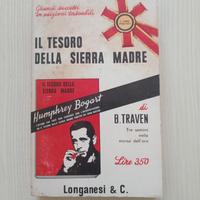 Grandi successi
in edizioni tascabili
IL TESORO
DELLA SIERRA MADRE
IL TESORO DELLA
SIERRA MADRE
Humphrey Bogart
di
B. TRAVEN
Tre uomini
nella
morsa dell'oro
Lire 350
Longanesi & C.